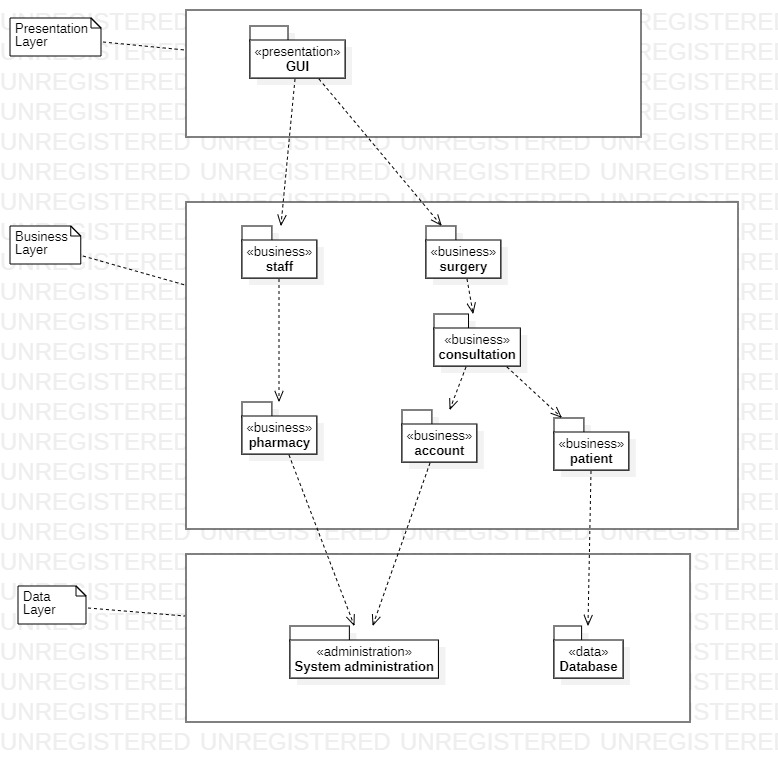 Presentation
Layer
«presentation»
GUI
Business
Layer
«business»
staff
«business»
surgery
«business»
consultation
«business»
pharmacy
«business»
account
«business»
patient
Data
Layer
«administration»
System administration
«data»
Database
UNREGISTERED UNREGISTERED UNREGISTERED UNREGISTERED